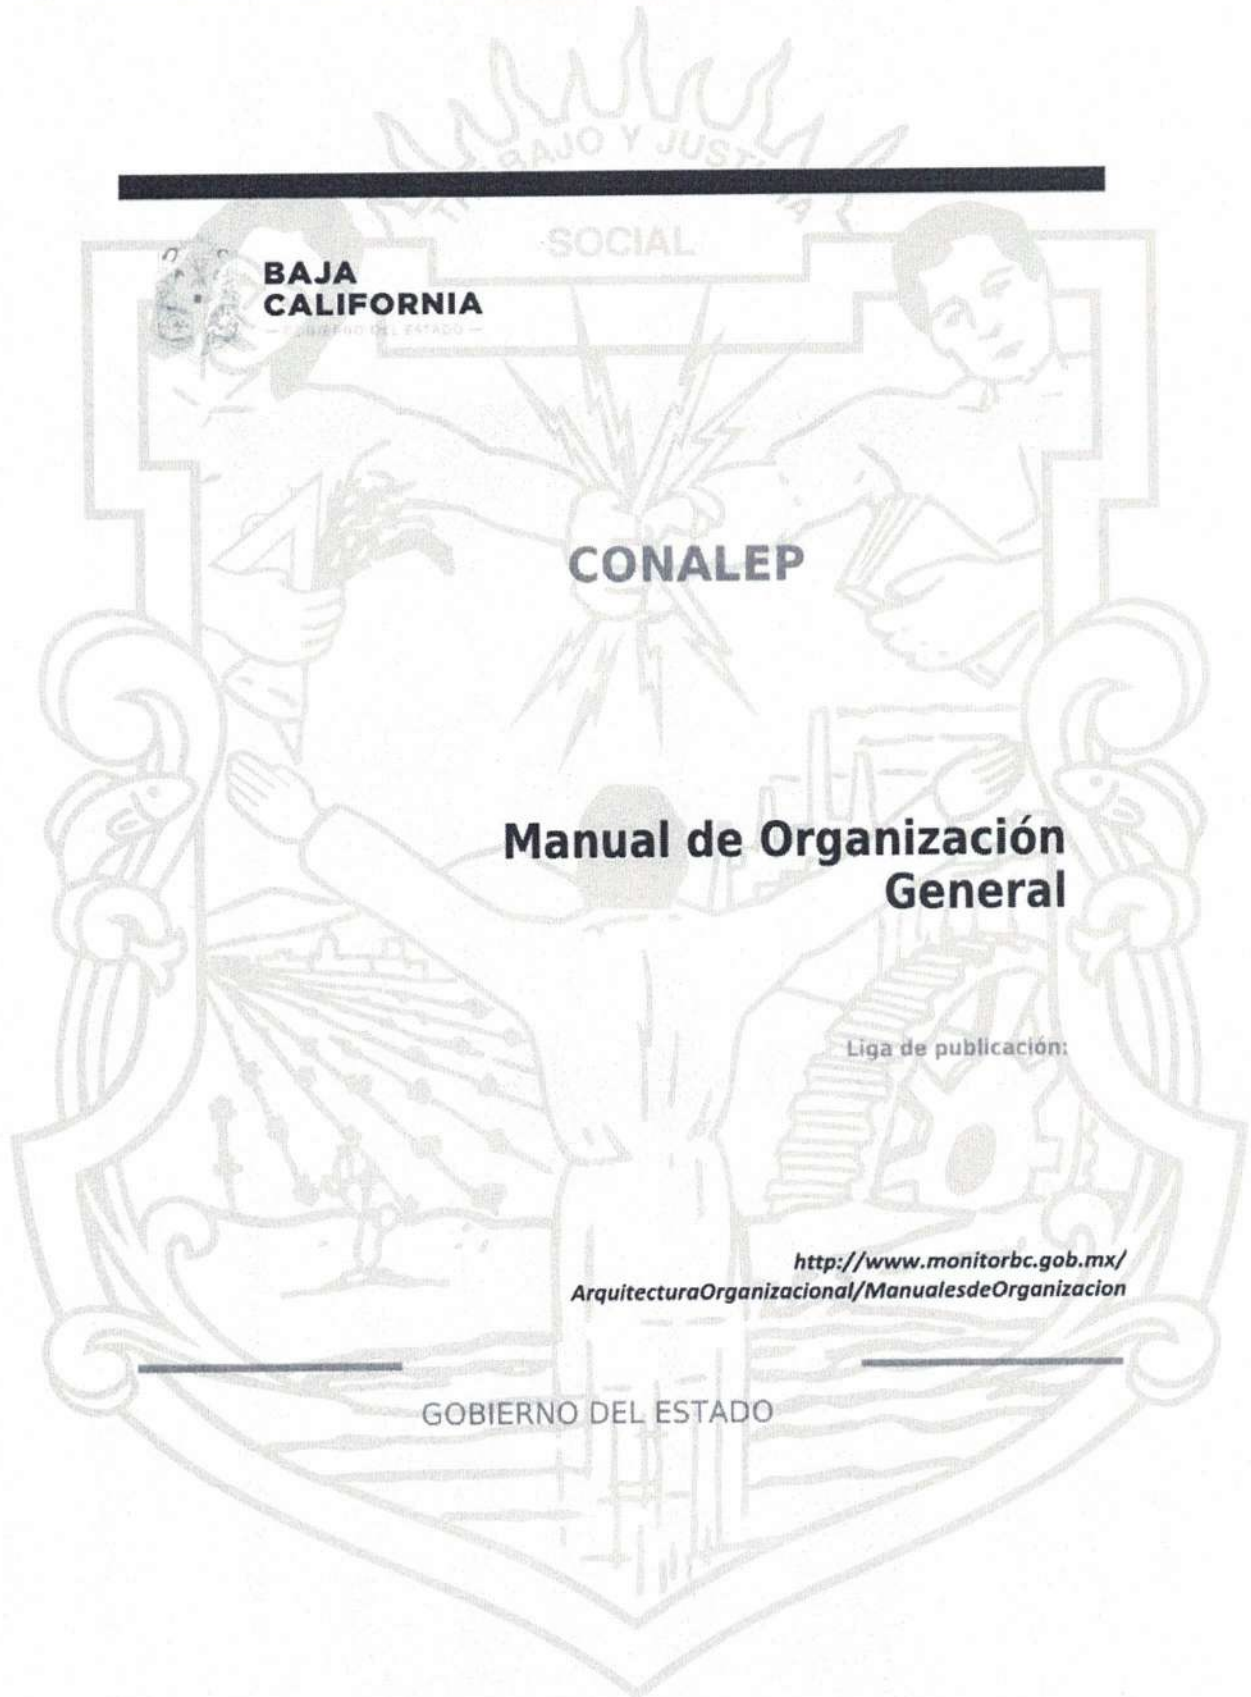 TRABAJO Y JUSTICIA
SOCIAL
BAJA
CALIFORNIA
— GOBIERNO DEL ESTADO —
CONALEP
Manual de Organización
General
Liga de publicación:
http://www.monitorbc.gob.mx/
ArquitecturaOrganizacional/ManualesdeOrganizacion
GOBIERNO DEL ESTADO